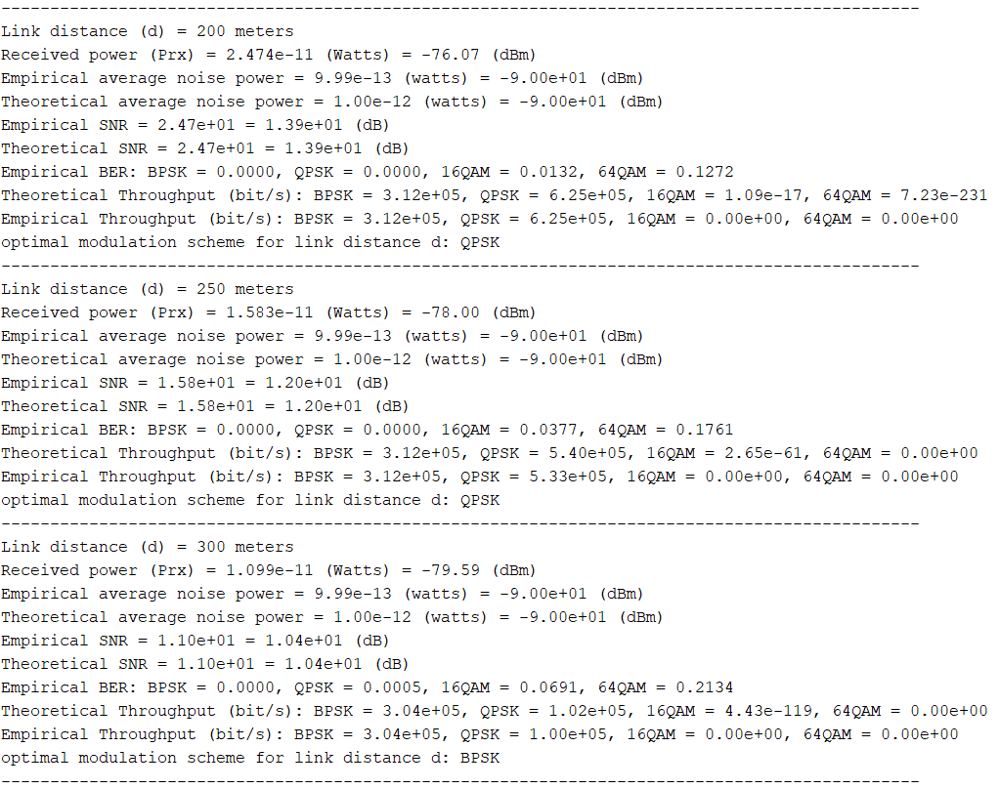 ----------------------------------------------------------------------------------------------
Link distance (d) = 200 meters
Received power (Prx) = 2.474e-11 (Watts) = -76.07 (dBm)
Empirical average noise power = 9.99e-13 (watts) = -9.00e+01 (dBm)
Theoretical average noise power = 1.00e-12 (watts) = -9.00e+01 (dBm)
Empirical SNR = 2.47e+01 = 1.39e+01 (dB)
Theoretical SNR = 2.47e+01 = 1.39e+01 (dB)
Empirical BER: BPSK = 0.0000, QPSK = 0.0000, 16QAM = 0.0132, 64QAM = 0.1272
Theoretical Throughput (bit/s): BPSK = 3.12e+05, QPSK = 6.25e+05, 16QAM = 1.09e-17, 64QAM = 7.23e-231
Empirical Throughput (bit/s): BPSK = 3.12e+05, QPSK = 6.25e+05, 16QAM = 0.00e+00, 64QAM = 0.00e+00
optimal modulation scheme for link distance d: QPSK
----------------------------------------------------------------------------------------------
Link distance (d) = 250 meters
Received power (Prx) = 1.583e-11 (Watts) = -78.00 (dBm)
Empirical average noise power = 9.99e-13 (watts) = -9.00e+01 (dBm)
Theoretical average noise power = 1.00e-12 (watts) = -9.00e+01 (dBm)
Empirical SNR = 1.58e+01 = 1.20e+01 (dB)
Theoretical SNR = 1.58e+01 = 1.20e+01 (dB)
Empirical BER: BPSK = 0.0000, QPSK = 0.0000, 16QAM = 0.0377, 64QAM = 0.1761
Theoretical Throughput (bit/s): BPSK = 3.12e+05, QPSK = 5.40e+05, 16QAM = 2.65e-61, 64QAM = 0.00e+00
Empirical Throughput (bit/s): BPSK = 3.12e+05, QPSK = 5.33e+05, 16QAM = 0.00e+00, 64QAM = 0.00e+00
optimal modulation scheme for link distance d: QPSK
----------------------------------------------------------------------------------------------
Link distance (d) = 300 meters
Received power (Prx) = 1.099e-11 (Watts) = -79.59 (dBm)
Empirical average noise power = 9.99e-13 (watts) = -9.00e+01 (dBm)
Theoretical average noise power = 1.00e-12 (watts) = -9.00e+01 (dBm)
Empirical SNR = 1.10e+01 = 1.04e+01 (dB)
Theoretical SNR = 1.10e+01 = 1.04e+01 (dB)
Empirical BER: BPSK = 0.0000, QPSK = 0.0005, 16QAM = 0.0691, 64QAM = 0.2134
Theoretical Throughput (bit/s): BPSK = 3.04e+05, QPSK = 1.02e+05, 16QAM = 4.43e-119, 64QAM = 0.00e+00
Empirical Throughput (bit/s): BPSK = 3.04e+05, QPSK = 1.00e+05, 16QAM = 0.00e+00, 64QAM = 0.00e+00
optimal modulation scheme for link distance d: BPSK
----------------------------------------------------------------------------------------------